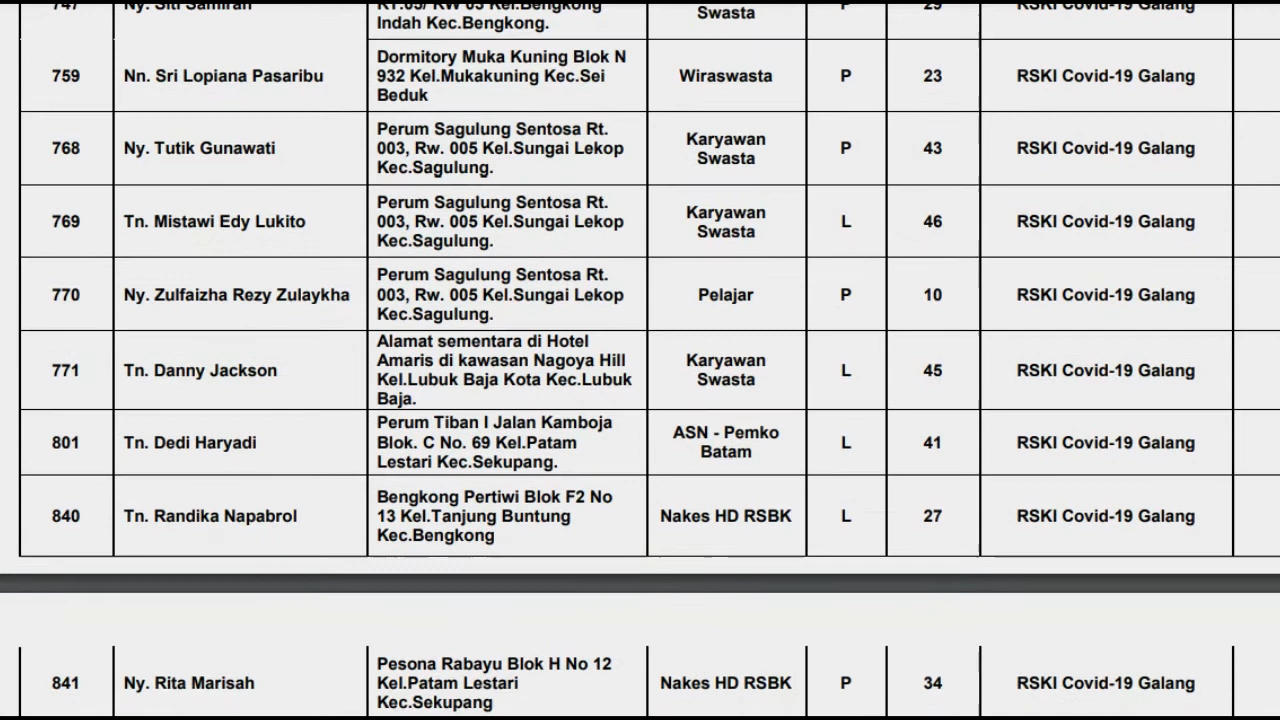 747 Ny. Siti Samirah RT.05/ RW 03 Kel.Bengkong Indah Kec.Bengkong. Swasta P 29 RSKI Covid-19 Galang
759 Nn. Sri Lopiana Pasaribu Dormitory Muka Kuning Blok N 932 Kel.Mukakuning Kec.Sei Beduk Wiraswasta P 23 RSKI Covid-19 Galang
768 Ny. Tutik Gunawati Perum Sagulung Sentosa Rt. 003, Rw. 005 Kel.Sungai Lekop Kec.Sagulung. Karyawan Swasta P 43 RSKI Covid-19 Galang
769 Tn. Mistawi Edy Lukito Perum Sagulung Sentosa Rt. 003, Rw. 005 Kel.Sungai Lekop Kec.Sagulung. Karyawan Swasta L 46 RSKI Covid-19 Galang
770 Ny. Zulfaizha Rezy Zulaykha Perum Sagulung Sentosa Rt. 003, Rw. 005 Kel.Sungai Lekop Kec.Sagulung. Pelajar P 10 RSKI Covid-19 Galang
771 Tn. Danny Jackson Alamat sementara di Hotel Amaris di kawasan Nagoya Hill Kel.Lubuk Baja Kota Kec.Lubuk Baja. Karyawan Swasta L 45 RSKI Covid-19 Galang
801 Tn. Dedi Haryadi Perum Tiban I Jalan Kamboja Blok. C No. 69 Kel.Patam Lestari Kec.Sekupang. ASN - Pemko Batam L 41 RSKI Covid-19 Galang
840 Tn. Randika Napabrol Bengkong Pertiwi Blok F2 No 13 Kel.Tanjung Buntung Kec.Bengkong Nakes HD RSBK L 27 RSKI Covid-19 Galang
841 Ny. Rita Marisah Pesona Rabayu Blok H No 12 Kel.Patam Lestari Kec.Sekupang Nakes HD RSBK P 34 RSKI Covid-19 Galang